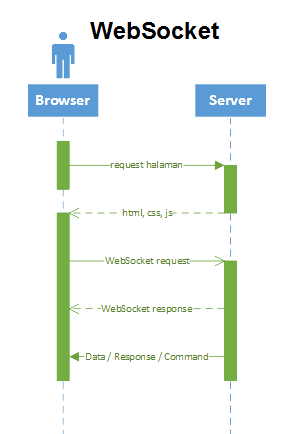 WebSocket
Browser
Server
request halaman
html, css, js
WebSocket request
WebSocket response
Data / Response / Command